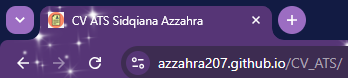 CV ATS Sidqiana Azzahra
azzahra207.github.io/CV_ATS/